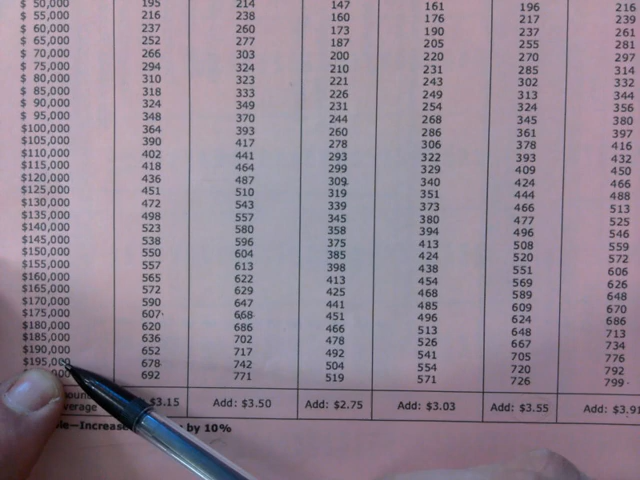 $ 50,000 195 214 147 161 196 216
$ 55,000 216 238 160 176 217 239
$ 60,000 237 260 173 190 237 261
$ 65,000 252 277 187 205 255 281
$ 70,000 266 303 200 220 270 297
$ 75,000 294 324 210 231 285 314
$ 80,000 310 323 221 243 302 332
$ 85,000 318 333 226 249 313 344
$ 90,000 324 349 231 254 324 356
$ 95,000 348 370 244 268 345 380
$100,000 364 393 260 286 361 397
$105,000 390 417 278 306 378 416
$110,000 402 441 293 322 393 432
$115,000 418 464 299 329 409 450
$120,000 436 487 309 340 424 466
$125,000 451 510 319 351 444 488
$130,000 472 543 339 373 466 513
$135,000 498 557 345 380 477 525
$140,000 523 580 358 394 496 546
$145,000 538 596 375 413 508 559
$150,000 550 604 385 424 520 572
$155,000 557 613 398 438 551 606
$160,000 565 622 413 454 569 626
$165,000 572 629 425 468 589 648
$170,000 590 647 441 485 609 670
$175,000 607 668 451 496 624 686
$180,000 620 686 466 513 648 713
$185,000 636 702 478 526 667 734
$190,000 652 717 492 541 705 776
$195,000 678 742 504 554 720 792
692 771 519 571 726 799
$3.15 Add: $3.50 Add: $2.75 Add: $3.03 Add: $3.55 Add: $3.91
by 10%